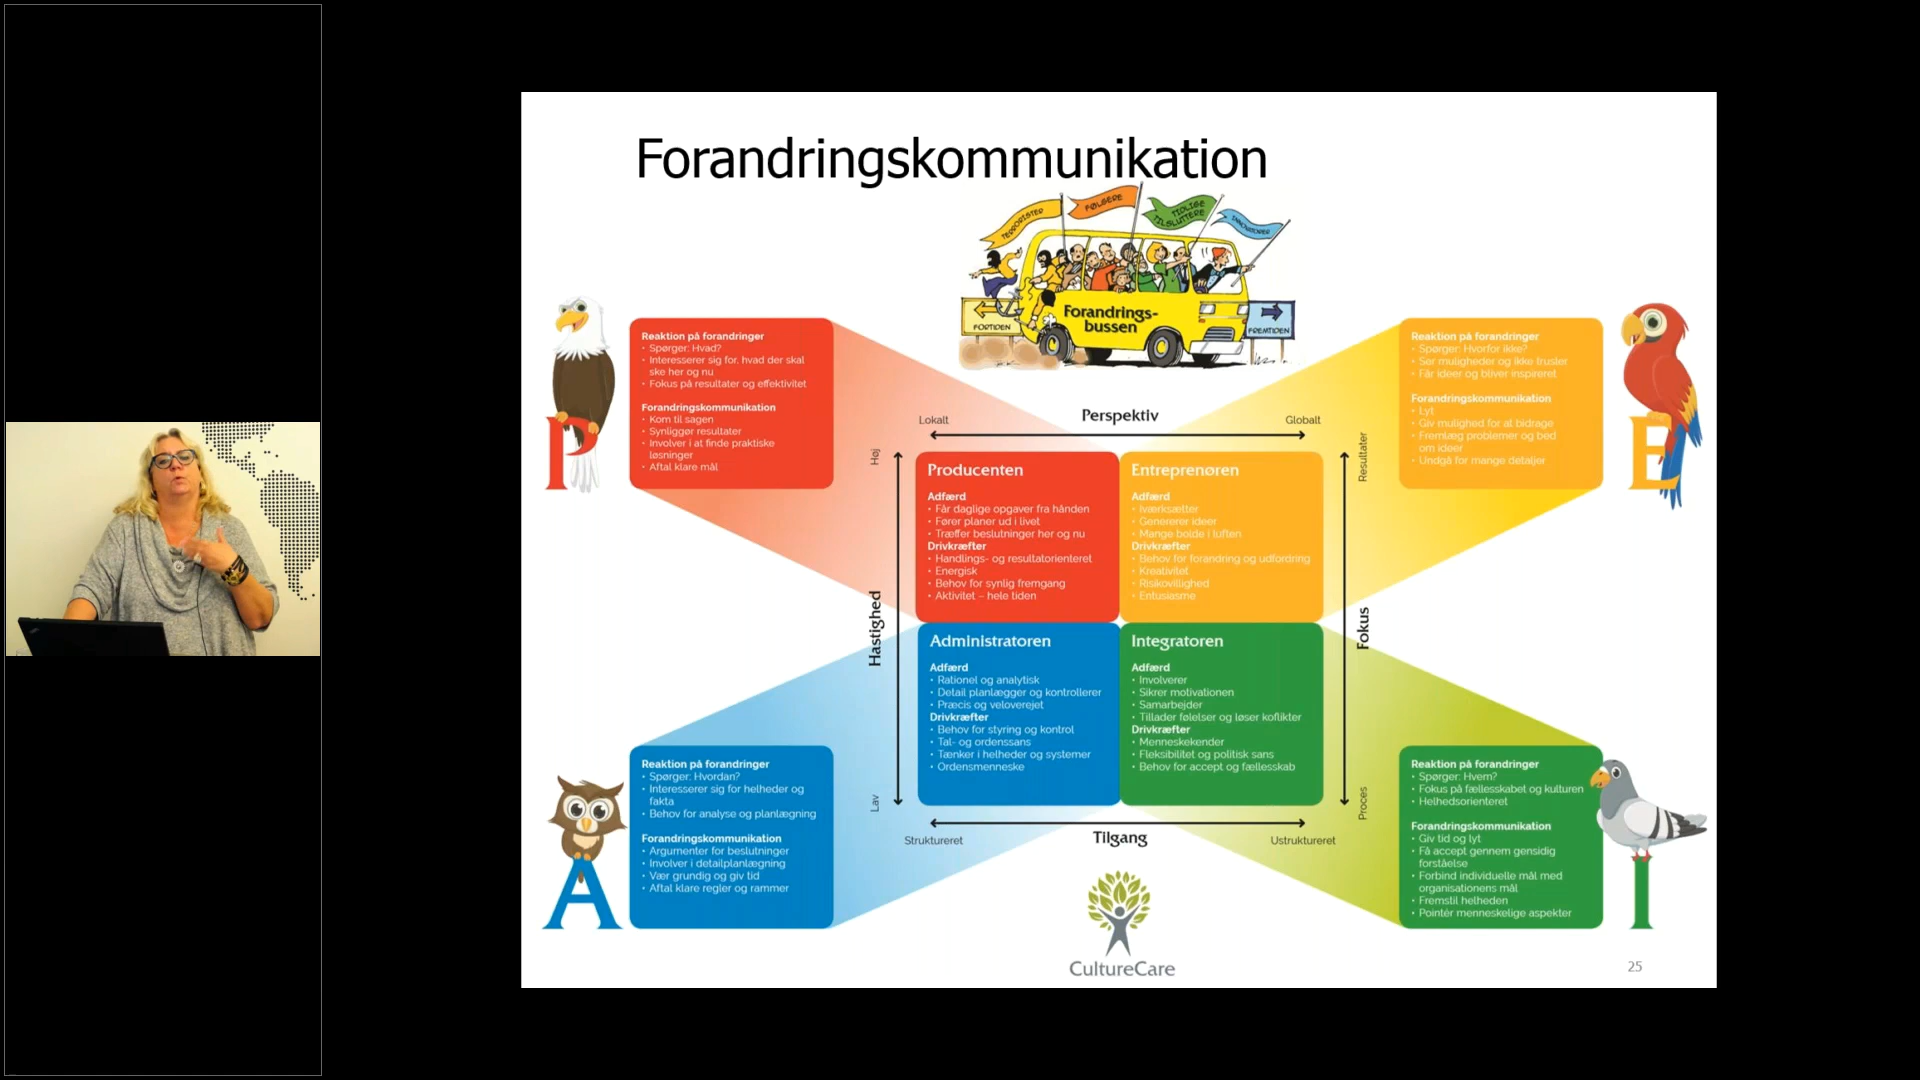 Forandringskommunikation
TERRORISTER
FØLGERE
TIDLIGE
TILSLUTTERE
INNOVATORER
FORTIDEN
Forandrings-
bussen
FREMTIDEN
Reaktion på forandringer
• Spørger: Hvad?
• Interesserer sig for, hvad der skal
ske her og nu
• Fokus på resultater og effektivitet
Forandringskommunikation
• Kom til sagen
• Synliggør resultater
• Involver i at finde praktiske
løsninger
• Aftal klare mål
P
Reaktion på forandringer
• Spørger: Hvorfor ikke?
• Ser muligheder og ikke trusler
• Får ideer og bliver inspireret
Forandringskommunikation
• Lyt
• Giv mulighed for at bidrage
• Fremlæg problemer og bed
om ideer
• Undgå for mange detaljer
E
Perspektiv
Lokalt
Globalt
Høj
Hastighed
Lav
Resultater
Fokus
Proces
Producenten
Adfærd
• Får daglige opgaver fra hånden
• Fører planer ud i livet
• Træffer beslutninger her og nu
Drivkræfter
• Handlings- og resultatorienteret
• Energisk
• Behov for synlig fremgang
• Aktivitet – hele tiden
Entreprenøren
Adfærd
• Iværksætter
• Genererer ideer
• Mange bolde i luften
Drivkræfter
• Behov for forandring og udfordring
• Kreativitet
• Risikovillighed
• Entusiasme
Administratoren
Adfærd
• Rationel og analytisk
• Detail planlægger og kontrollerer
• Præcis og veloverejet
Drivkræfter
• Behov for styring og kontrol
• Tal- og ordenssans
• Tænker i helheder og systemer
• Ordensmenneske
Integratoren
Adfærd
• Involverer
• Sikrer motivationen
• Samarbejder
• Tillader følelser og løser koflikter
Drivkræfter
• Menneskekender
• Fleksibilitet og politisk sans
• Behov for accept og fællesskab
Struktureret
Tilgang
Ustruktureret
Reaktion på forandringer
• Spørger: Hvordan?
• Interesserer sig for helheder og
fakta
• Behov for analyse og planlægning
Forandringskommunikation
• Argumenter for beslutninger
• Involver i detailplanlægning
• Vær grundig og giv tid
• Aftal klare regler og rammer
A
Reaktion på forandringer
• Spørger: Hvem?
• Fokus på fællesskabet og kulturen
• Helhedsorienteret
Forandringskommunikation
• Giv tid og lyt
• Få accept gennem gensidig
forståelse
• Forbind individuelle mål med
organisationens mål
• Fremstil helheden
• Pointér menneskelige aspekter
I
CultureCare
25